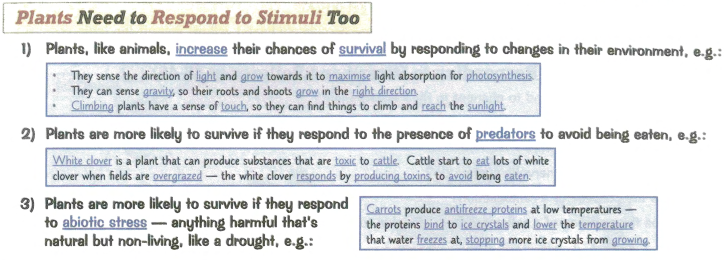 Plants Need to Respond to Stimuli Too
1) Plants, like animals, increase their chances of survival by responding to changes in their environment, e.g.:
• They sense the direction of light and grow towards it to maximise light absorption for photosynthesis.
• They can sense gravity, so their roots and shoots grow in the right direction.
• Climbing plants have a sense of touch, so they can find things to climb and reach the sunlight.
2) Plants are more likely to survive if they respond to the presence of predators to avoid being eaten, e.g.:
White clover is a plant that can produce substances that are toxic to cattle. Cattle start to eat lots of white
clover when fields are overgrazed — the white clover responds by producing toxins, to avoid being eaten.
3) Plants are more likely to survive if they respond
to abiotic stress — anything harmful that's
natural but non-living, like a drought, e.g.:
Carrots produce antifreeze proteins at low temperatures —
the proteins bind to ice crystals and lower the temperature
that water freezes at, stopping more ice crystals from growing.